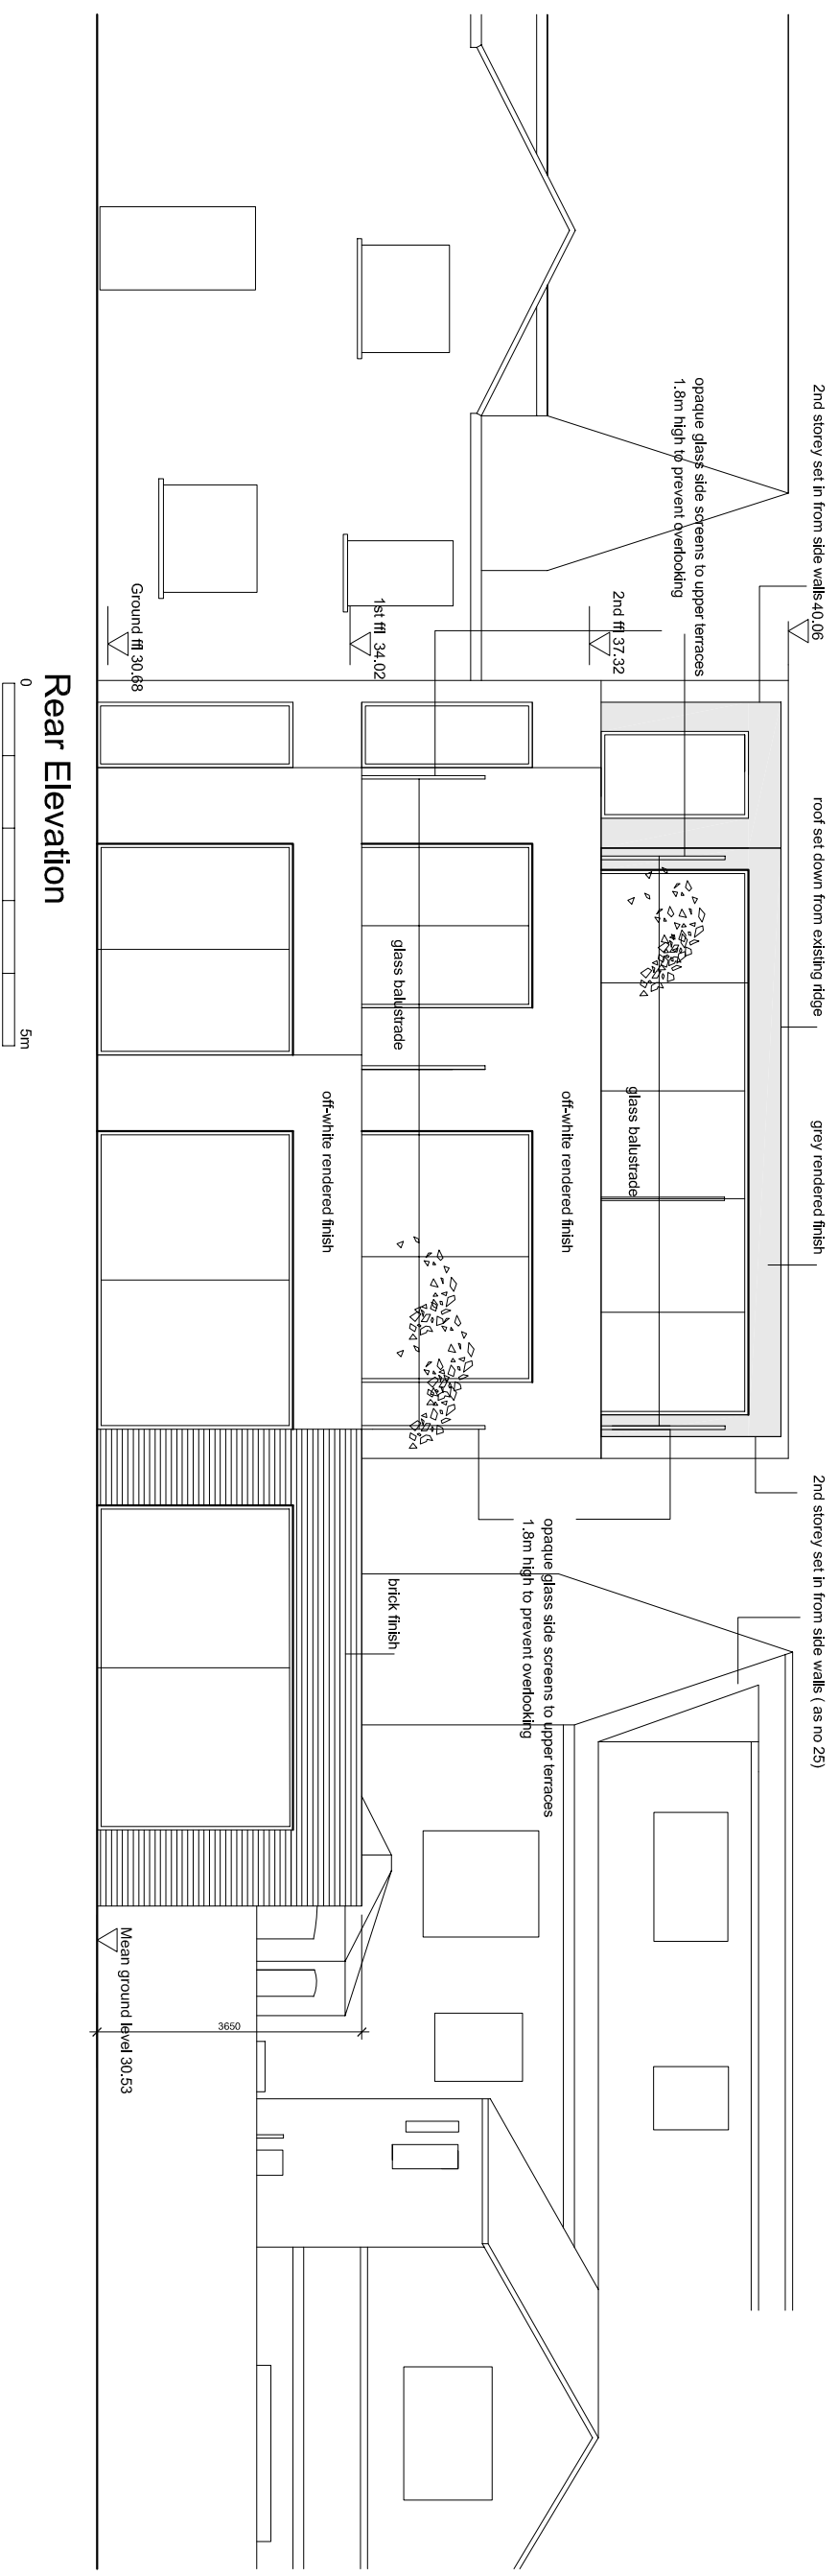 2nd storey set in from side walls
40.06
roof set down from existing ridge
grey rendered finish
2nd storey set in from side walls ( as no 25)
opaque glass side screens to upper terraces
1.8m high to prevent overlooking
2nd ffl 37.32
glass balustrade
off-white rendered finish
opaque glass side screens to upper terraces
1.8m high to prevent overlooking
1st ffl 34.02
glass balustrade
brick finish
off-white rendered finish
3650
Ground ffl 30.68
Mean ground level 30.53
Rear Elevation
0
5m